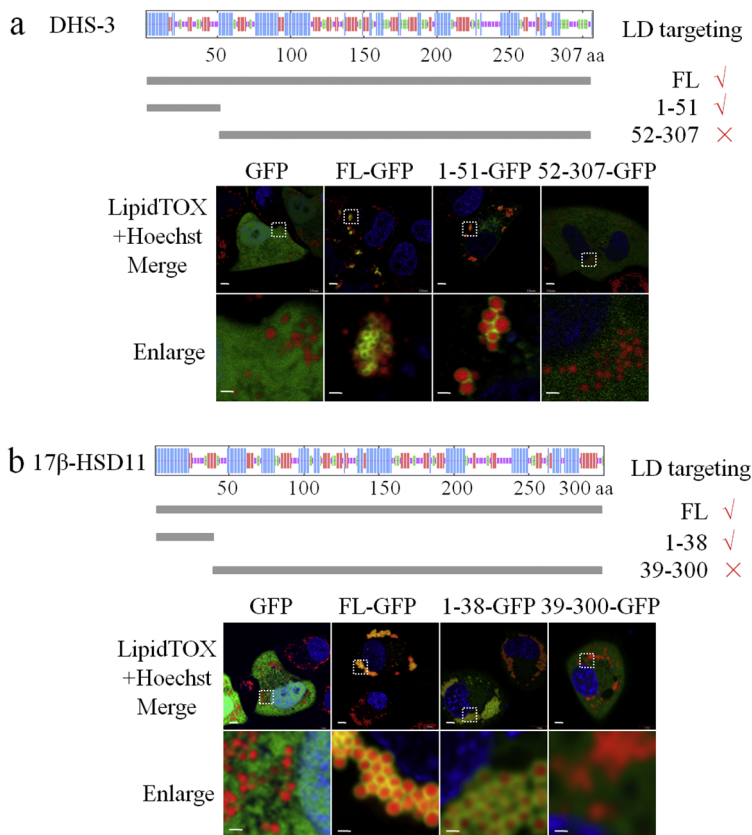 a DHS-3 LD targeting
50 100 150 200 250 307 aa
FL √
1-51 √
52-307 ×
GFP FL-GFP 1-51-GFP 52-307-GFP
LipidTOX
+Hoechst
Merge
Enlarge
b 17β-HSD11 LD targeting
50 100 150 200 250 300 aa
FL √
1-38 √
39-300 ×
GFP FL-GFP 1-38-GFP 39-300-GFP
LipidTOX
+Hoechst
Merge
Enlarge